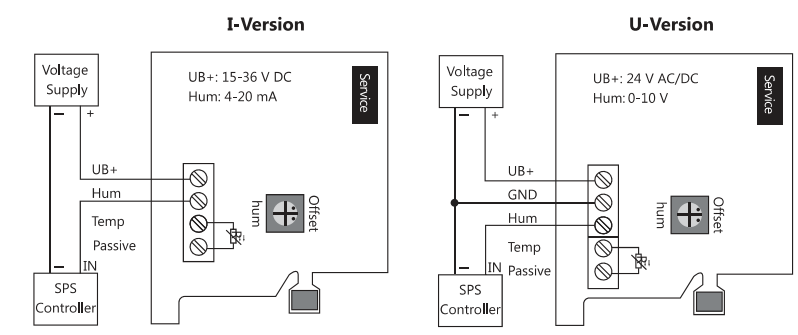 I-Version
Voltage
Supply
–
+
UB+: 15-36 V DC
Hum: 4-20 mA
Service
UB+
Hum
Temp
Passive
Offset
hum
–
IN
SPS
Controller
U-Version
Voltage
Supply
–
+
UB+: 24 V AC/DC
Hum: 0-10 V
Service
UB+
GND
Hum
Temp
Passive
Offset
hum
–
IN
SPS
Controller